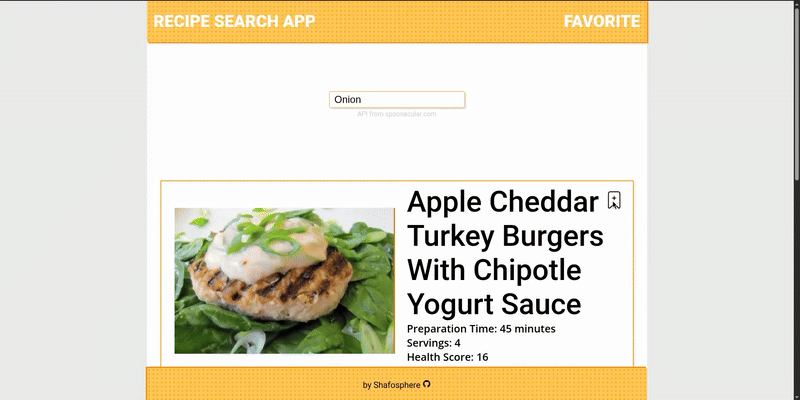 RECIPE SEARCH APP
FAVORITE
Onion
API from spoonacular.com
Apple Cheddar
Turkey Burgers
With Chipotle
Yogurt Sauce
Preparation Time: 45 minutes
Servings: 4
Health Score: 16
by Shafosphere